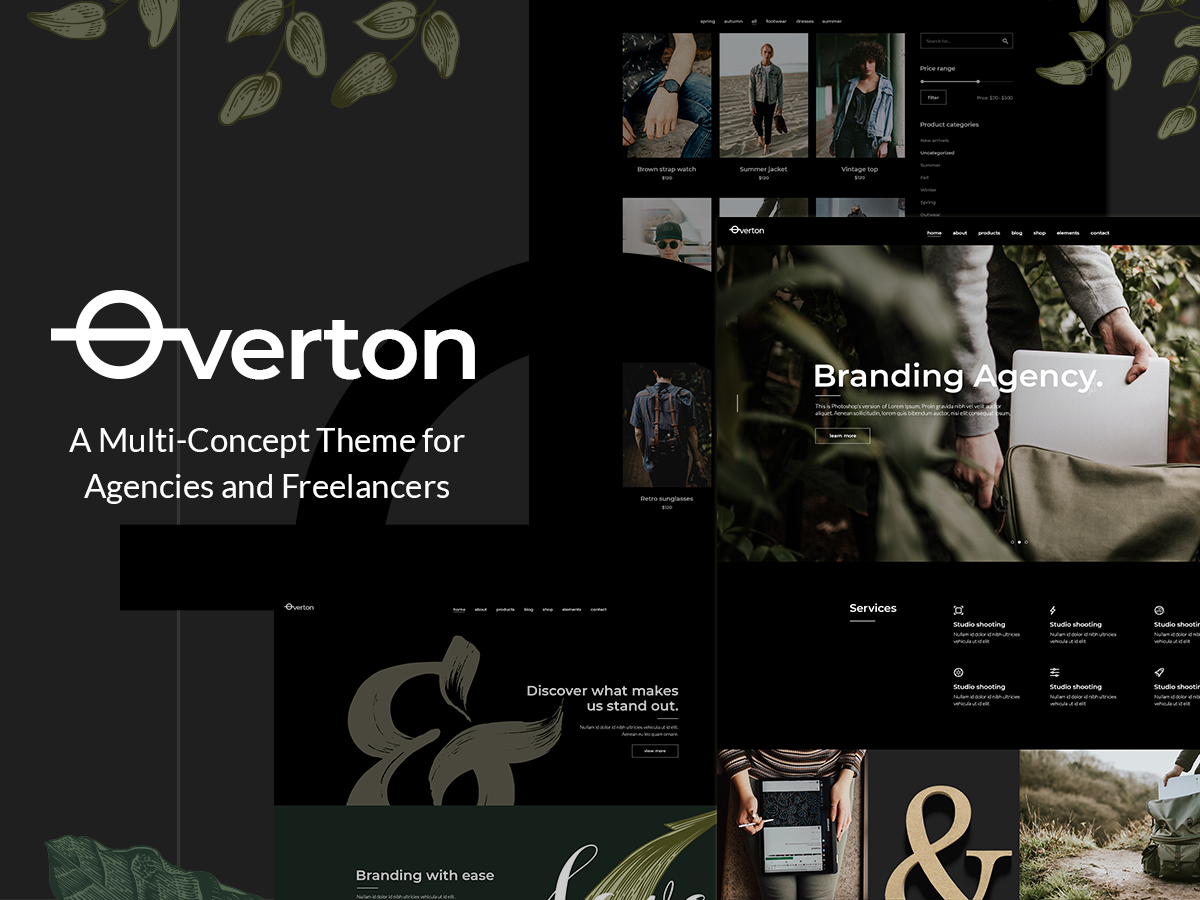 Overton
A Multi-Concept Theme for
Agencies and Freelancers
spring autumn all footwear dresses summer
Search for...
Brown strap watch
$120
Summer jacket
$120
Vintage top
$120
Price range
Filter
Price: $20 - $500
Product categories
New arrivals
Uncategorized
Summer
Fall
Winter
Spring
Outwear
Retro sunglasses
$120
Overton
home about products blog shop elements contact
Branding Agency.
This is Photoshop's version of Lorem Ipsum. Proin gravida nibh vel velit auctor
aliquet. Aenean sollicitudin, lorem quis bibendum auctor, nisi elit consequat ipsum,
learn more
Services
Studio shooting
Nullam id dolor id nibh ultricies
vehicula ut id elit
Studio shooting
Nullam id dolor id nibh ultricies
vehicula ut id elit
Studio shootin
Nullam id dolor id nib
vehicula ut id elit
Studio shooting
Nullam id dolor id nibh ultricies
vehicula ut id elit
Studio shooting
Nullam id dolor id nibh ultricies
vehicula ut id elit
Studio shootin
Nullam id dolor id nib
vehicula ut id elit
&
Overton
home about products blog shop elements contact
&
Discover what makes
us stand out.
Nullam id dolor id nibh ultricies vehicula ut id elit.
Aenean eu leo quam ornare.
view more
Branding with ease
Nullam id dolor id nibh ultricies vehicula ut id elit.